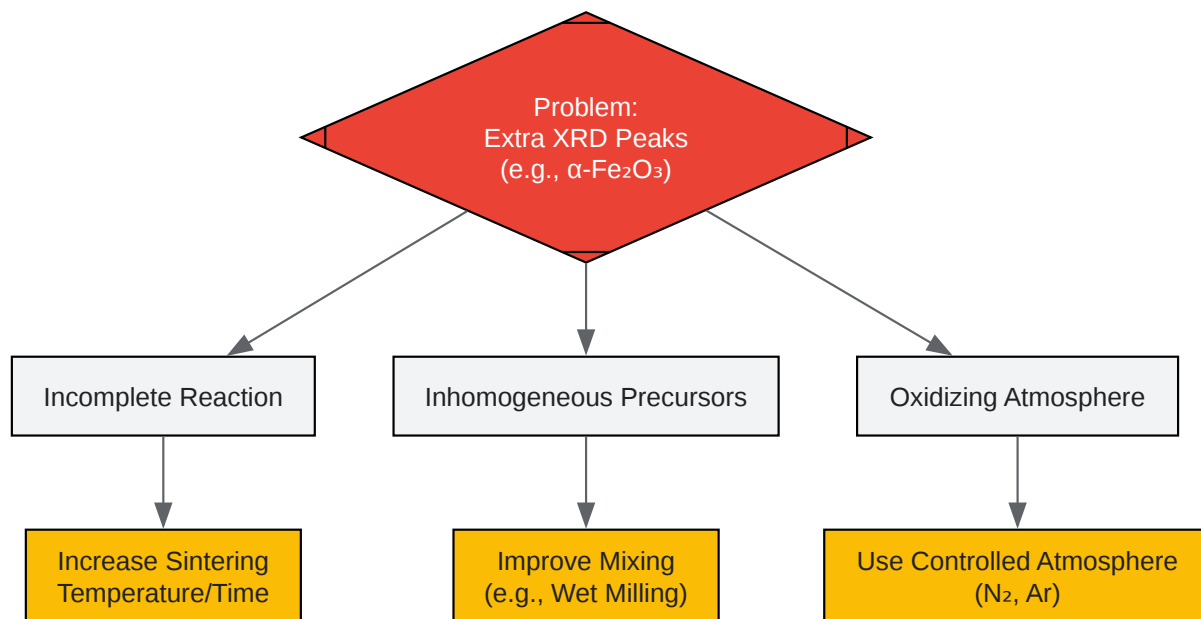 Problem:
Extra XRD Peaks
(e.g., α-Fe₂O₃)
Incomplete Reaction
Inhomogeneous Precursors
Oxidizing Atmosphere
Increase Sintering
Temperature/Time
Improve Mixing
(e.g., Wet Milling)
Use Controlled Atmosphere
(N₂, Ar)